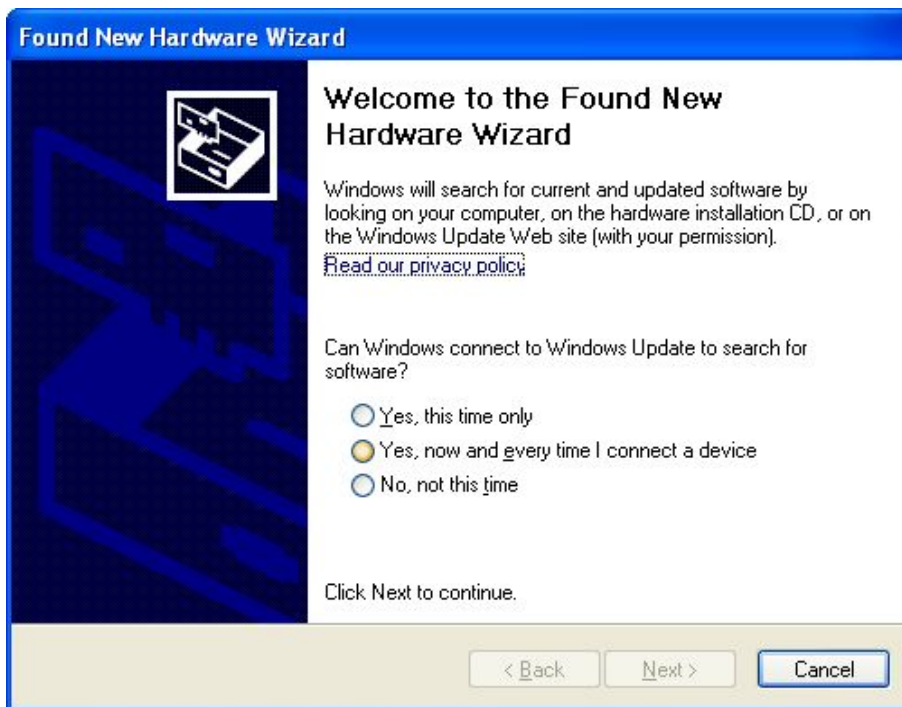 Found New Hardware Wizard
Welcome to the Found New
Hardware Wizard
Windows will search for current and updated software by
looking on your computer, on the hardware installation CD, or on
the Windows Update Web site (with your permission).
Read our privacy policy
Can Windows connect to Windows Update to search for
software?
Yes, this time only
Yes, now and every time I connect a device
No, not this time
Click Next to continue.
< Back Next > Cancel